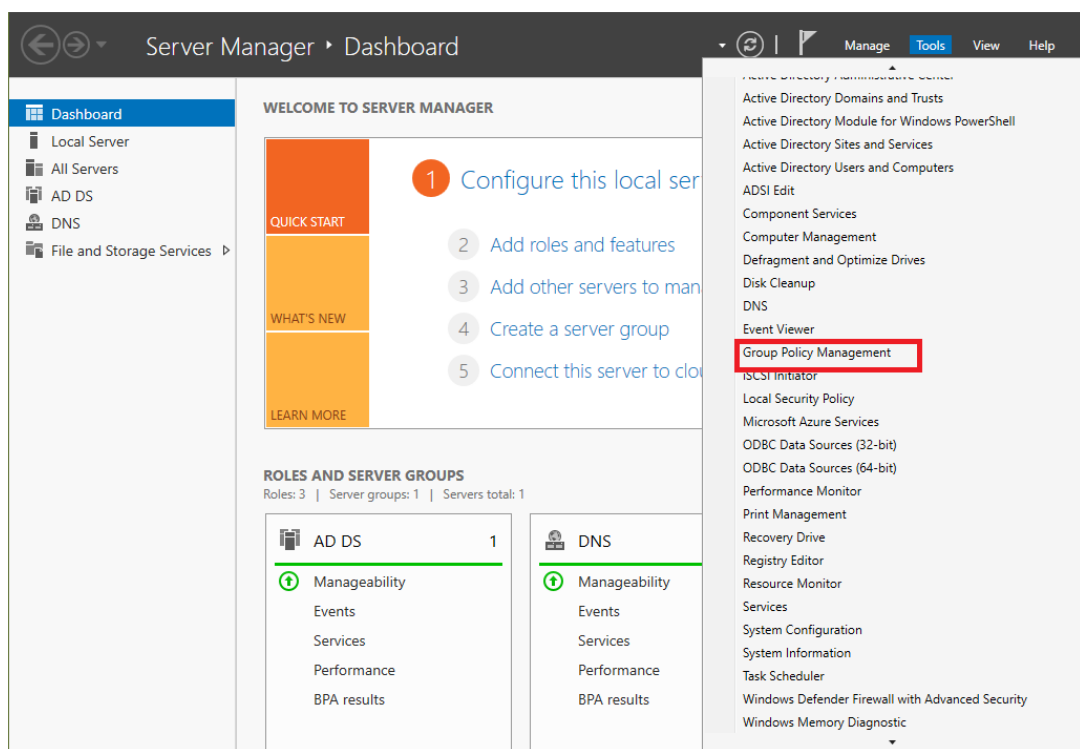 Server Manager ‣ Dashboard
Manage Tools View Help
Dashboard
Local Server
All Servers
AD DS
DNS
File and Storage Services
WELCOME TO SERVER MANAGER
QUICK START
WHAT'S NEW
LEARN MORE
1 Configure this local ser
2 Add roles and features
3 Add other servers to man
4 Create a server group
5 Connect this server to clou
ROLES AND SERVER GROUPS
Roles: 3 | Server groups: 1 | Servers total: 1
AD DS 1
Manageability
Events
Services
Performance
BPA results
DNS
Manageability
Events
Services
Performance
BPA results
Active Directory Administrative Center
Active Directory Domains and Trusts
Active Directory Module for Windows PowerShell
Active Directory Sites and Services
Active Directory Users and Computers
ADSI Edit
Component Services
Computer Management
Defragment and Optimize Drives
Disk Cleanup
DNS
Event Viewer
Group Policy Management
iSCSI Initiator
Local Security Policy
Microsoft Azure Services
ODBC Data Sources (32-bit)
ODBC Data Sources (64-bit)
Performance Monitor
Print Management
Recovery Drive
Registry Editor
Resource Monitor
Services
System Configuration
System Information
Task Scheduler
Windows Defender Firewall with Advanced Security
Windows Memory Diagnostic